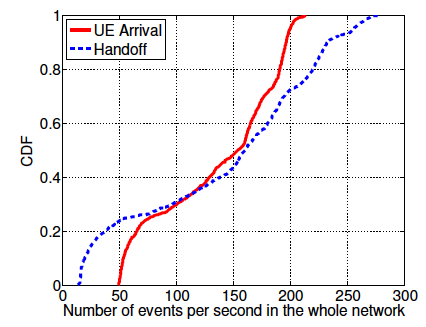 1
0.8
0.6
0.4
0.2
0
CDF
UE Arrival
Handoff
0 50 100 150 200 250 300
Number of events per second in the whole network